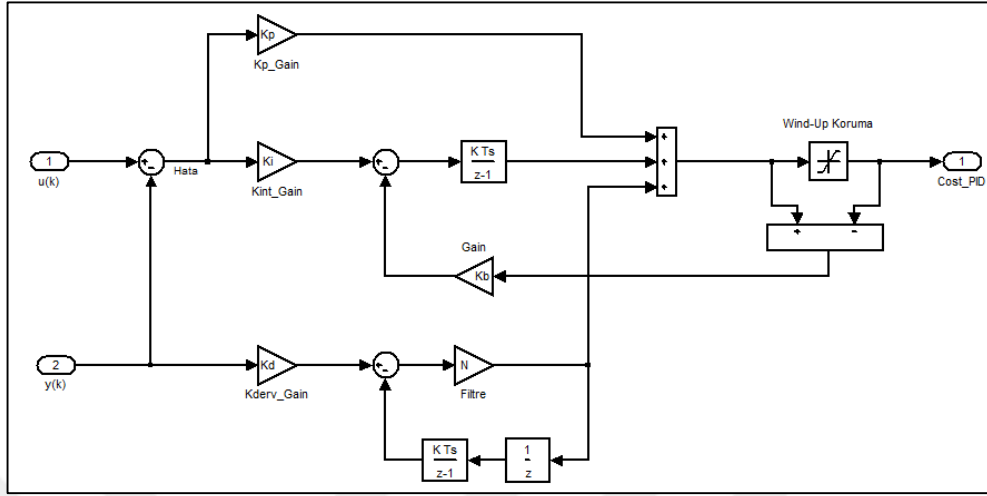 Kp
Kp_Gain
Wind-Up Koruma
1
u(k)
Hata
Ki
Kint_Gain
K Ts
z-1
1
Cost_PID
Gain
Kb
2
y(k)
Kd
Kderv_Gain
N
Filtre
K Ts
z-1
1
z